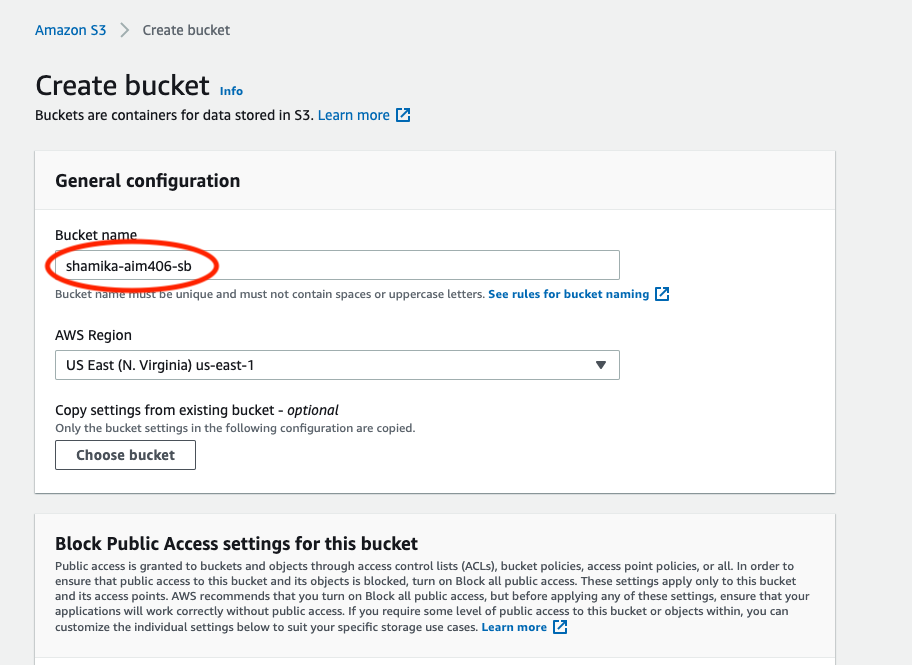 Amazon S3 > Create bucket
Create bucket Info
Buckets are containers for data stored in S3. Learn more
General configuration
Bucket name
shamika-aim406-sb
Bucket name must be unique and must not contain spaces or uppercase letters. See rules for bucket naming
AWS Region
US East (N. Virginia) us-east-1
Copy settings from existing bucket - optional
Only the bucket settings in the following configuration are copied.
Choose bucket
Block Public Access settings for this bucket
Public access is granted to buckets and objects through access control lists (ACLs), bucket policies, access point policies, or all. In order to
ensure that public access to this bucket and its objects is blocked, turn on Block all public access. These settings apply only to this bucket
and its access points. AWS recommends that you turn on Block all public access, but before applying any of these settings, ensure that your
applications will work correctly without public access. If you require some level of public access to this bucket or objects within, you can
customize the individual settings below to suit your specific storage use cases. Learn more